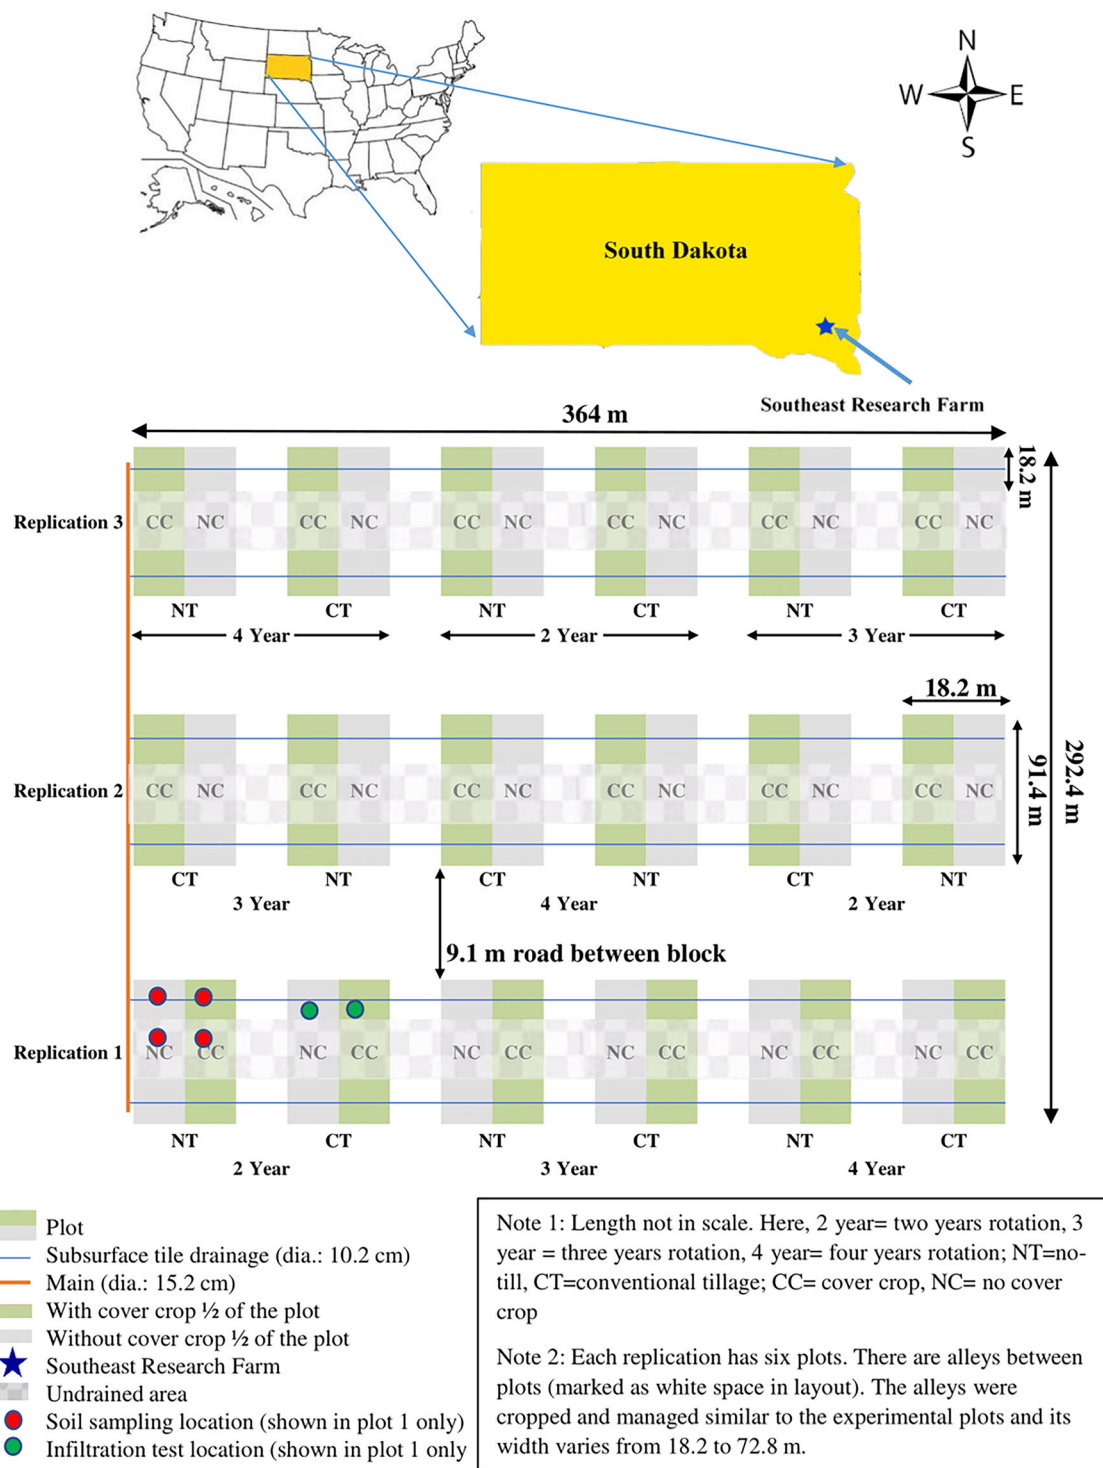 N
W E
S
South Dakota
Southeast Research Farm
364 m
18.2 m
Replication 3
CC NC CC NC CC NC CC NC CC NC CC NC
NT CT NT CT NT CT
4 Year 2 Year 3 Year
18.2 m
292.4 m
91.4 m
Replication 2
CC NC CC NC CC NC CC NC CC NC CC NC
CT NT CT NT CT NT
3 Year 4 Year 2 Year
9.1 m road between block
Replication 1
NC CC NC CC NC CC NC CC NC CC NC CC
NT CT NT CT NT CT
2 Year 3 Year 4 Year
Plot
Subsurface tile drainage (dia.: 10.2 cm)
Main (dia.: 15.2 cm)
With cover crop ½ of the plot
Without cover crop ½ of the plot
Southeast Research Farm
Undrained area
Soil sampling location (shown in plot 1 only)
Infiltration test location (shown in plot 1 only
Note 1: Length not in scale. Here, 2 year= two years rotation, 3
year = three years rotation, 4 year= four years rotation; NT=no-
till, CT=conventional tillage; CC= cover crop, NC= no cover
crop
Note 2: Each replication has six plots. There are alleys between
plots (marked as white space in layout). The alleys were
cropped and managed similar to the experimental plots and its
width varies from 18.2 to 72.8 m.